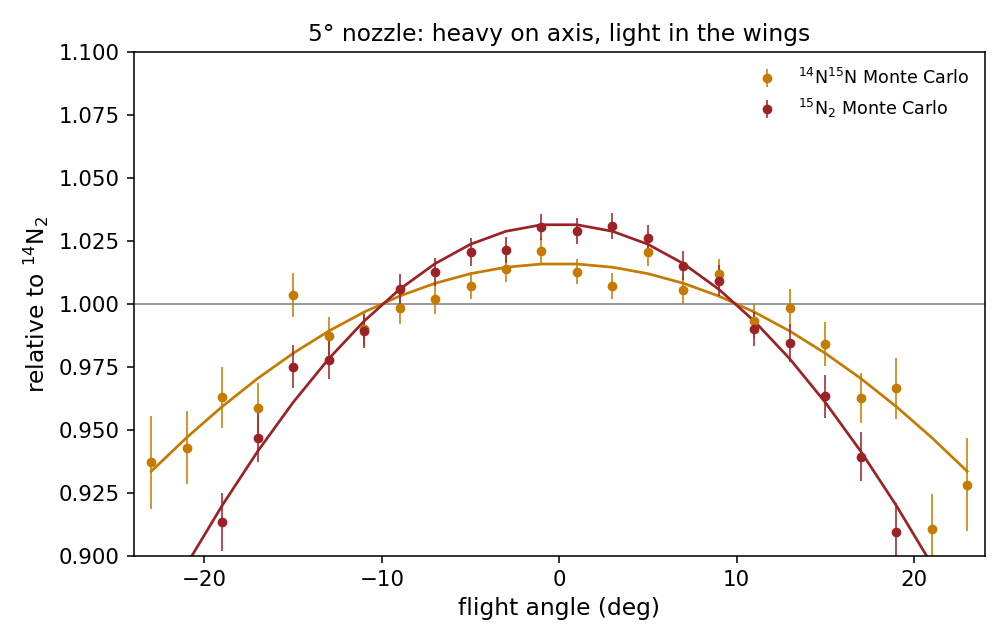 5° nozzle: heavy on axis, light in the wings
¹⁴N¹⁵N Monte Carlo
¹⁵N₂ Monte Carlo
relative to ¹⁴N₂
1.100
1.075
1.050
1.025
1.000
0.975
0.950
0.925
0.900
−20 −10 0 10 20
flight angle (deg)